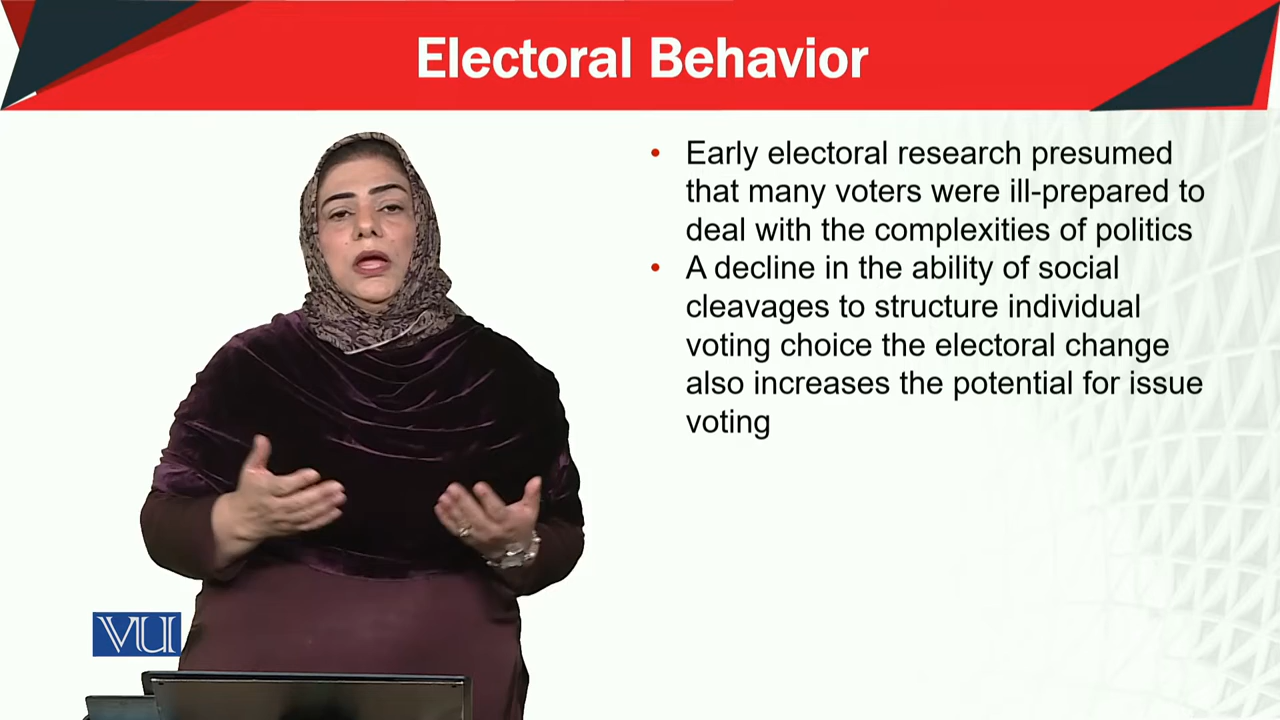 Electoral Behavior
• Early electoral research presumed
that many voters were ill-prepared to
deal with the complexities of politics
• A decline in the ability of social
cleavages to structure individual
voting choice the electoral change
also increases the potential for issue
voting
VU